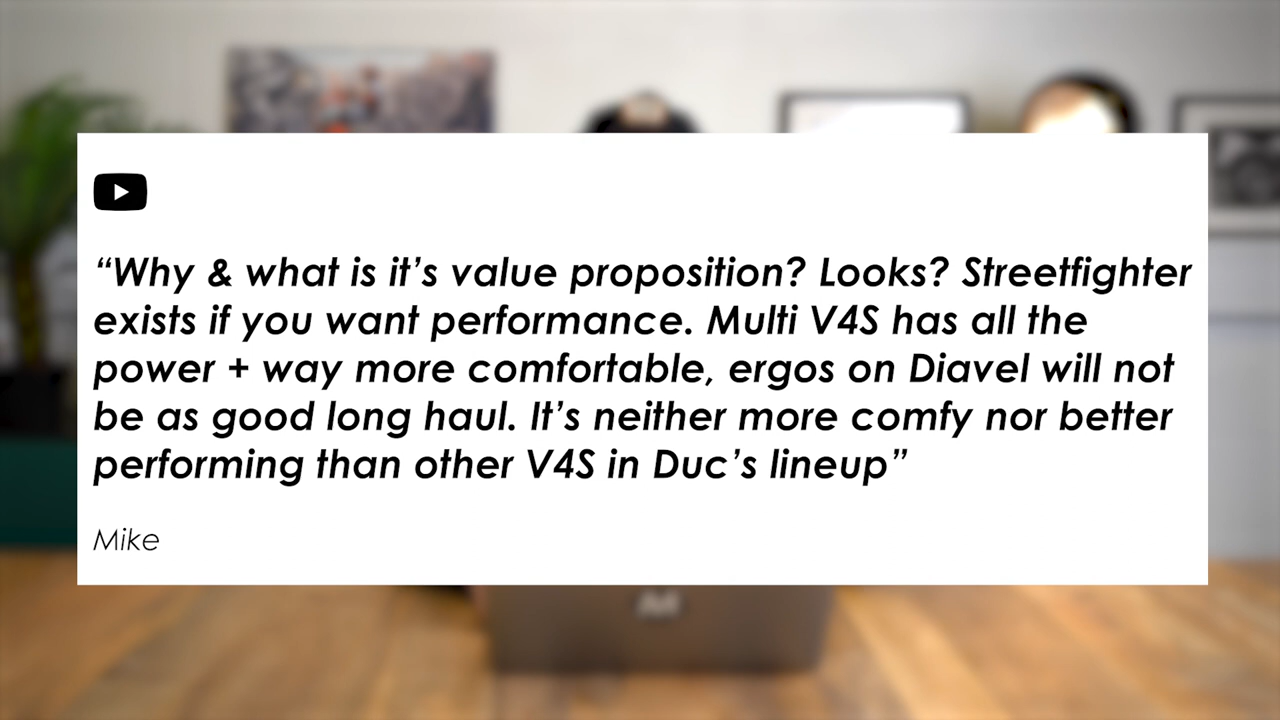 “Why & what is it’s value proposition? Looks? Streetfighter
exists if you want performance. Multi V4S has all the
power + way more comfortable, ergos on Diavel will not
be as good long haul. It’s neither more comfy nor better
performing than other V4S in Duc’s lineup”
Mike